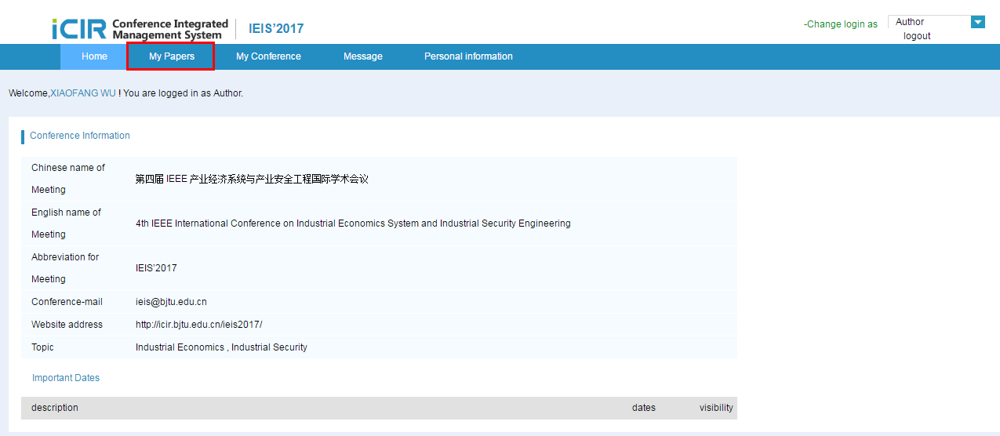 iCIR Conference Integrated Management System IEIS'2017
-Change login as Author
logout
Home My Papers My Conference Message Personal information
Welcome,XIAOFANG WU ! You are logged in as Author.
Conference Information
Chinese name of Meeting 第四届 IEEE 产业经济系统与产业安全工程国际学术会议
English name of Meeting 4th IEEE International Conference on Industrial Economics System and Industrial Security Engineering
Abbreviation for Meeting IEIS'2017
Conference-mail ieis@bjtu.edu.cn
Website address http://icir.bjtu.edu.cn/ieis2017/
Topic Industrial Economics , Industrial Security
Important Dates
description dates visibility